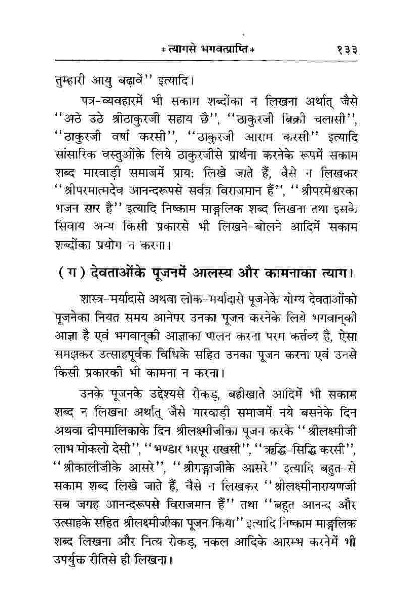 * त्यागसे भगवत्प्राप्ति *
१३३
तुम्हारी आयु बढ़ावें'' इत्यादि।
पत्र-व्यवहारमें भी सकाम शब्दोंका न लिखना अर्थात् जैसे
''अठे उठे श्रीठाकुरजी सहाय छै'', ''ठाकुरजी बिक्री चलासी'',
''ठाकुरजी वर्षा करसी'', ''ठाकुरजी आराम करसी'' इत्यादि
सांसारिक वस्तुओंके लिये ठाकुरजीसे प्रार्थना करनेके रूपमें सकाम
शब्द मारवाड़ी समाजमें प्राय: लिखे जाते हैं, वैसे न लिखकर
''श्रीपरमात्मदेव आनन्दरूपसे सर्वत्र विराजमान हैं'', ''श्रीपरमेश्वरका
भजन सार है'' इत्यादि निष्काम माङ्गलिक शब्द लिखना तथा इसके
सिवाय अन्य किसी प्रकारसे भी लिखने-बोलने आदिमें सकाम
शब्दोंका प्रयोग न करना।
(ग) देवताओंके पूजनमें आलस्य और कामनाका त्याग।
शास्त्र-मर्यादासे अथवा लोक-मर्यादासे पूजनेके योग्य देवताओंको
पूजनेका नियत समय आनेपर उनका पूजन करनेके लिये भगवान्‌की
आज्ञा है एवं भगवान्‌की आज्ञाका पालन करना परम कर्तव्य है, ऐसा
समझकर उत्साहपूर्वक विधिके सहित उनका पूजन करना एवं उनसे
किसी प्रकारकी भी कामना न करना।
उनके पूजनके उद्देश्यसे रोकड़, बहीखाते आदिमें भी सकाम
शब्द न लिखना अर्थात् जैसे मारवाड़ी समाजमें नये बसनेके दिन
अथवा दीपमालिकाके दिन श्रीलक्ष्मीजीका पूजन करके ''श्रीलक्ष्मीजी
लाभ मोकलो देसी'', ''भण्डार भरपूर राखसी'', ''ऋद्धि-सिद्धि करसी'',
''श्रीकालीजीके आसरे'', ''श्रीगङ्गाजीके आसरे'' इत्यादि बहुत-से
सकाम शब्द लिखे जाते हैं, वैसे न लिखकर ''श्रीलक्ष्मीनारायणजी
सब जगह आनन्दरूपसे विराजमान हैं'' तथा ''बहुत आनन्द और
उत्साहके सहित श्रीलक्ष्मीजीका पूजन किया'' इत्यादि निष्काम माङ्गलिक
शब्द लिखना और नित्य रोकड़, नकल आदिके आरम्भ करनेमें भी
उपर्युक्त रीतिसे ही लिखना।